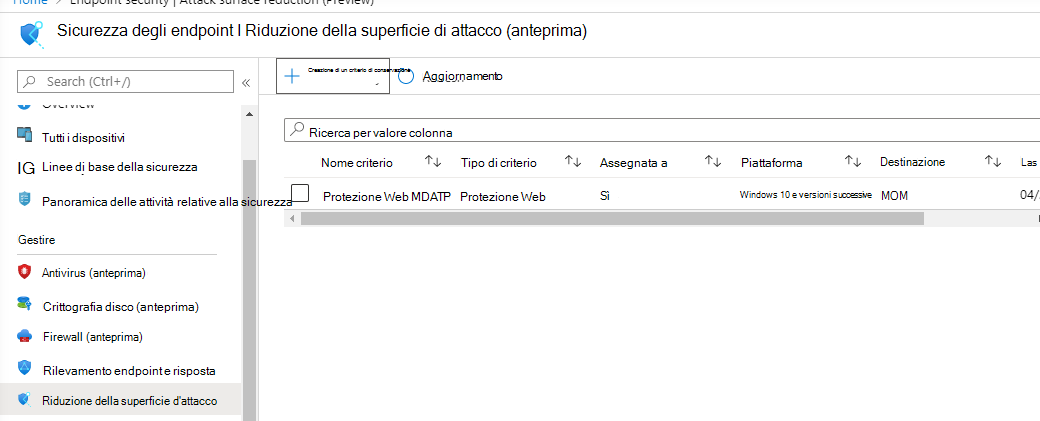 Home > Endpoint security | Attack surface reduction (Preview)
Sicurezza degli endpoint | Riduzione della superficie di attacco (anteprima)
Search (Ctrl+/) «
Overview
Tutti i dispositivi
IG Linee di base della sicurezza
Panoramica delle attività relative alla sicurezza
Gestire
Antivirus (anteprima)
Crittografia disco (anteprima)
Firewall (anteprima)
Rilevamento endpoint e risposta
Riduzione della superficie d'attacco
Creazione di un criterio di conservazione
Aggiornamento
Ricerca per valore colonna
Nome criterio Tipo di criterio Assegnata a Piattaforma Destinazione Las
Protezione Web MDATP Protezione Web Sì Windows 10 e versioni successive MOM 04/